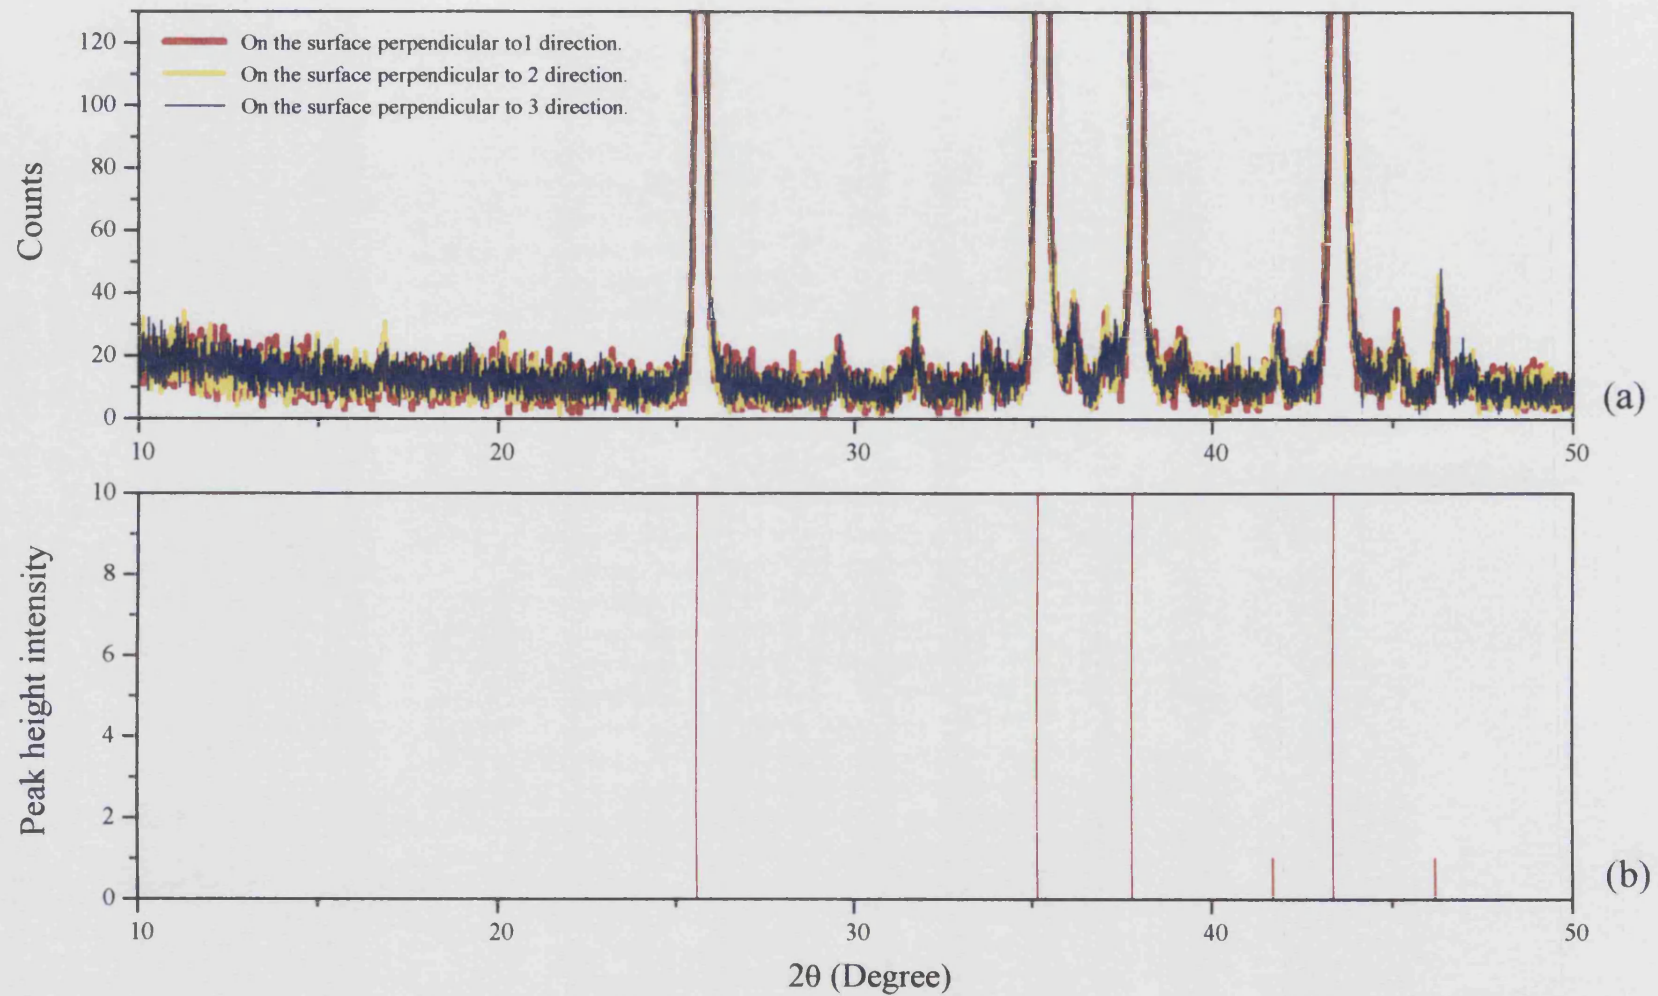 120
100
80
60
40
20
0
Counts
On the surface perpendicular to1 direction.
On the surface perpendicular to 2 direction.
On the surface perpendicular to 3 direction.
10 20 30 40 50
(a)
10
8
6
4
2
0
Peak height intensity
10 20 30 40 50
(b)
2θ (Degree)